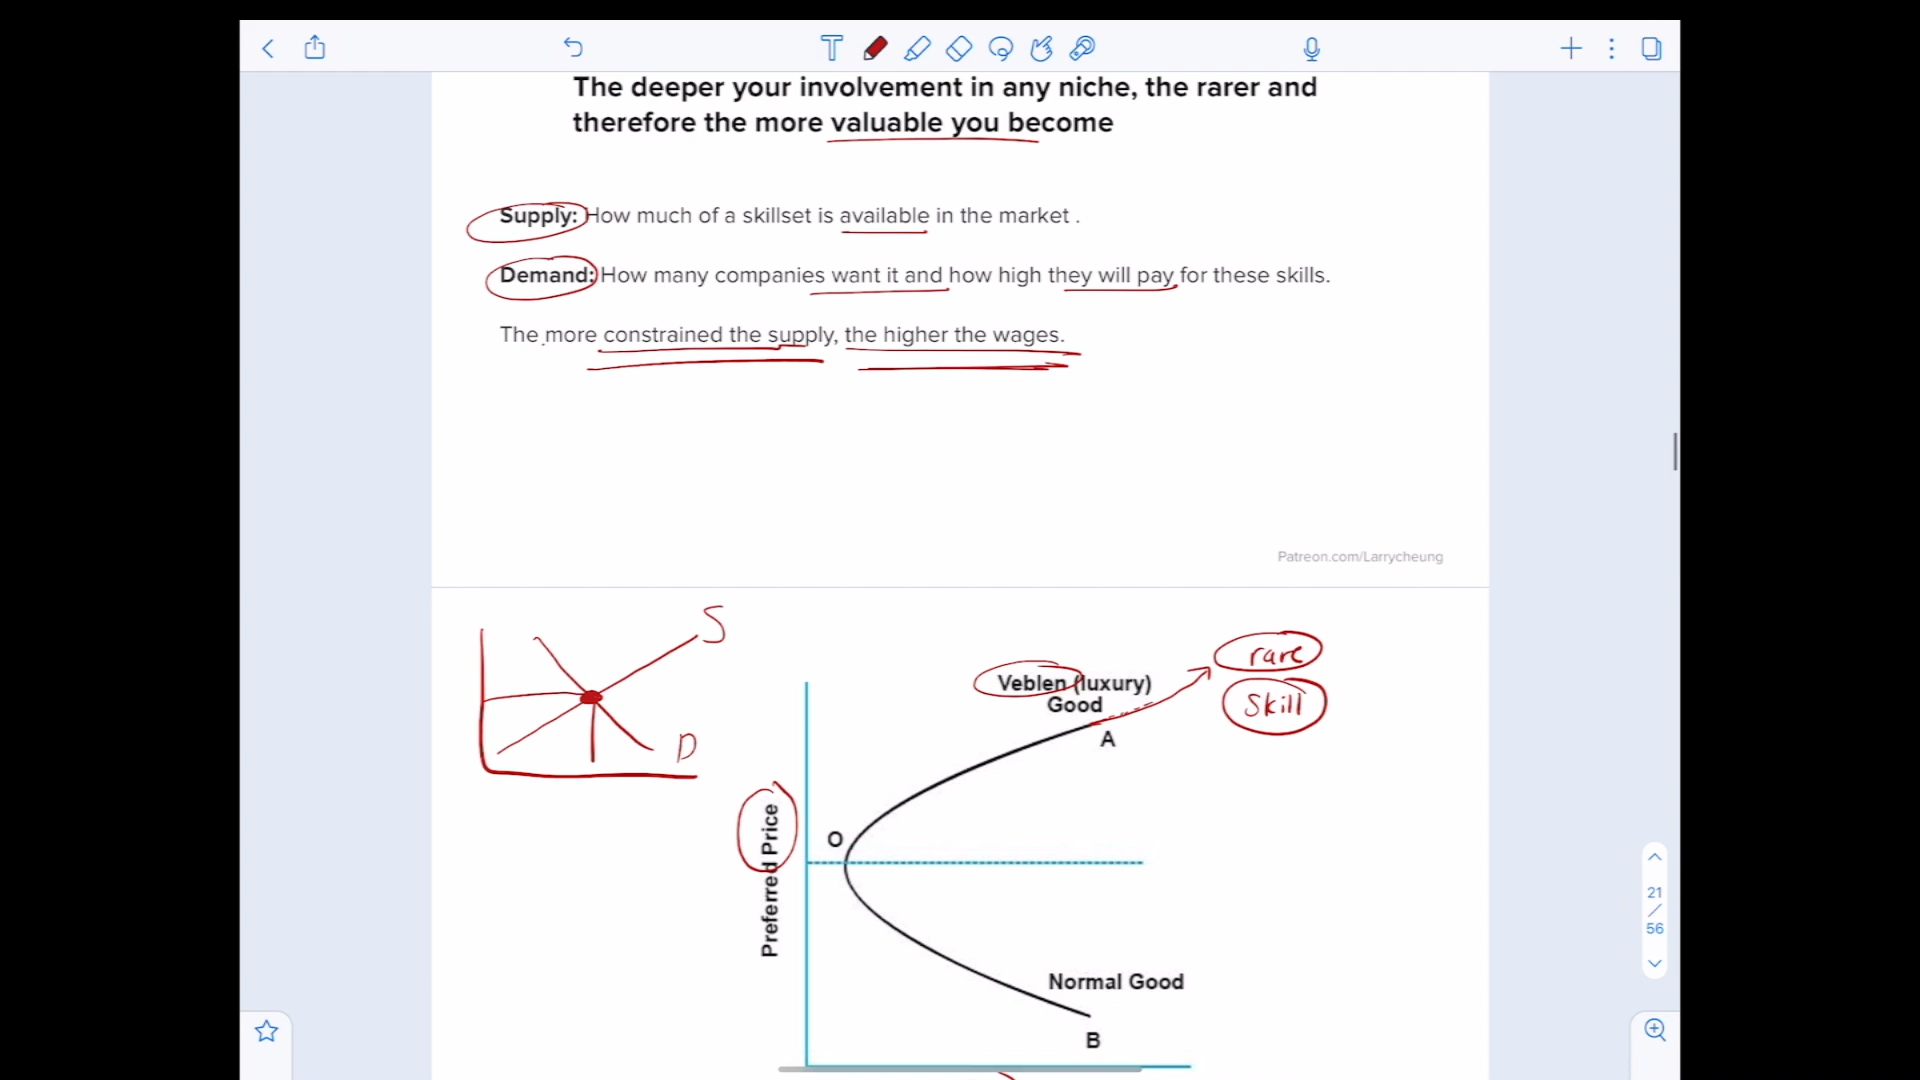 The deeper your involvement in any niche, the rarer and
therefore the more valuable you become
Supply: How much of a skillset is available in the market .
Demand: How many companies want it and how high they will pay for these skills.
The more constrained the supply, the higher the wages.
Patreon.com/Larrycheung
S
D
rare
Skill
Veblen (luxury)
Good
A
Preferred Price
O
Normal Good
B
21
/
56